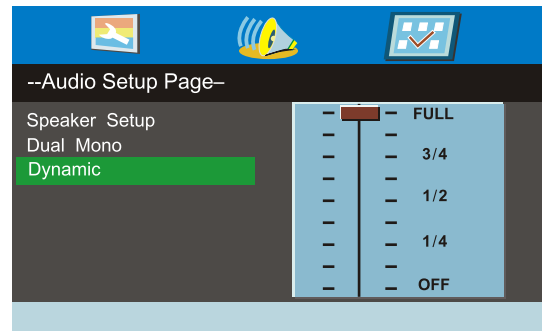 --Audio Setup Page–
Speaker Setup
Dual Mono
Dynamic
FULL
3/4
1/2
1/4
OFF